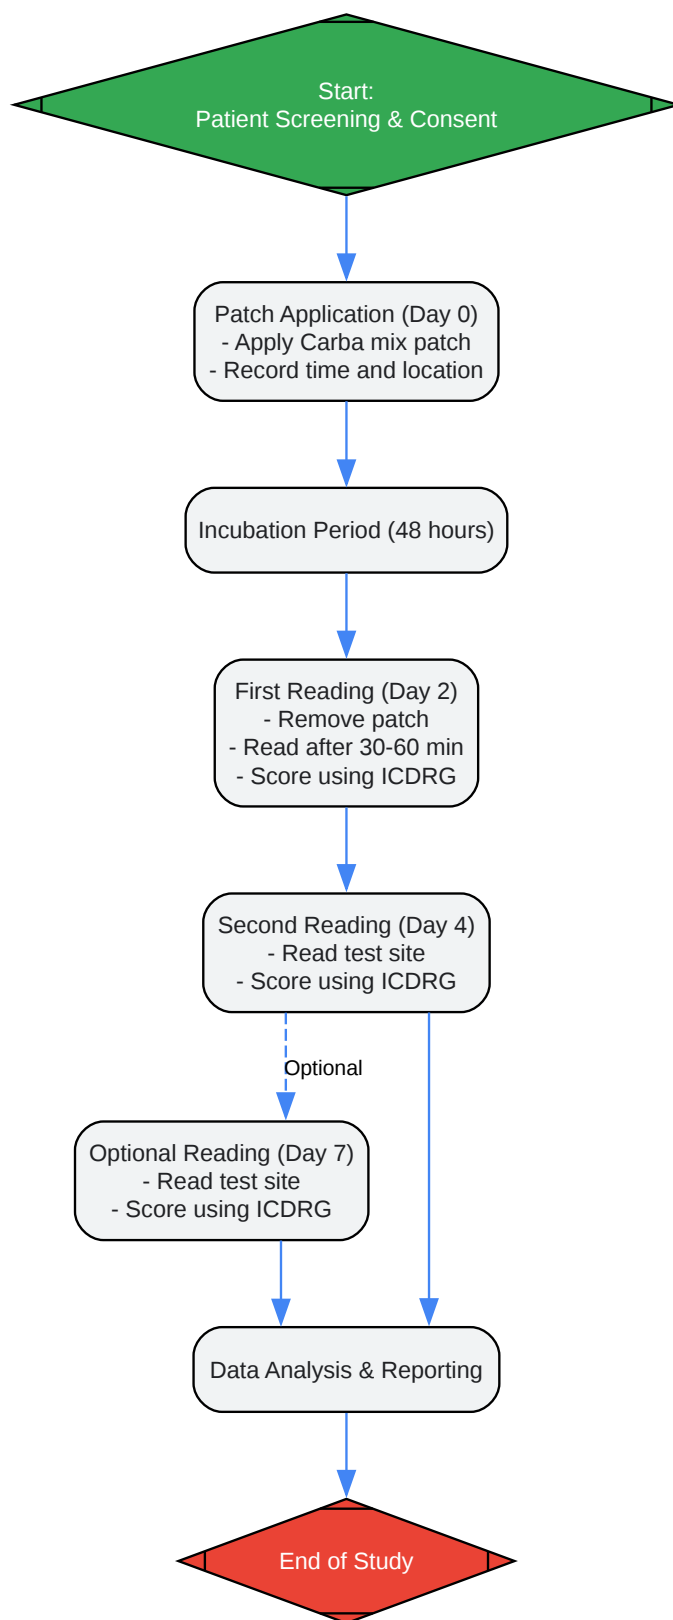 Start:
Patient Screening & Consent
Patch Application (Day 0)
- Apply Carba mix patch
- Record time and location
Incubation Period (48 hours)
First Reading (Day 2)
- Remove patch
- Read after 30-60 min
- Score using ICDRG
Second Reading (Day 4)
- Read test site
- Score using ICDRG
Optional
Optional Reading (Day 7)
- Read test site
- Score using ICDRG
Data Analysis & Reporting
End of Study